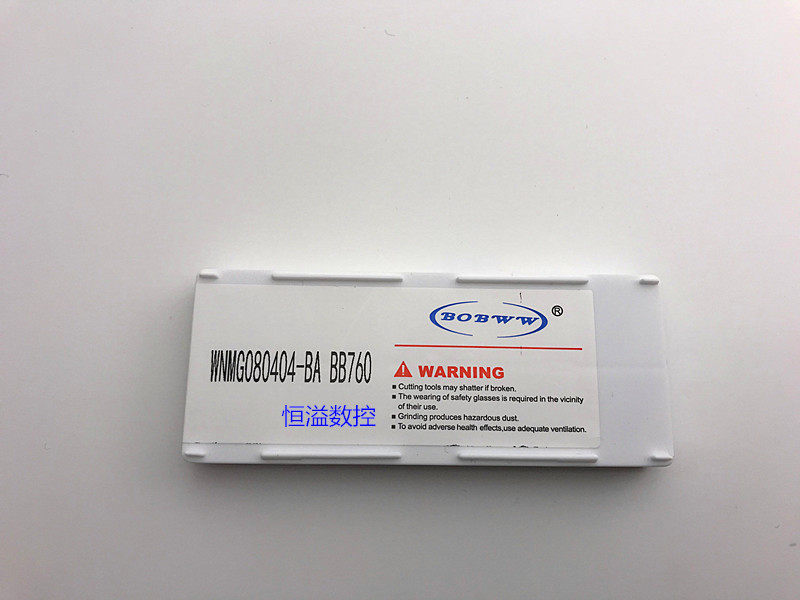 BOBWW®
WNMG080404-BA BB760
恒溢数控
WARNING
■ Cutting tools may shatter if broken.
■ The wearing of safety glasses is required in the vicinity
of their use.
■ Grinding produces hazardous dust.
■ To avoid adverse health effects,use adequate ventilation.